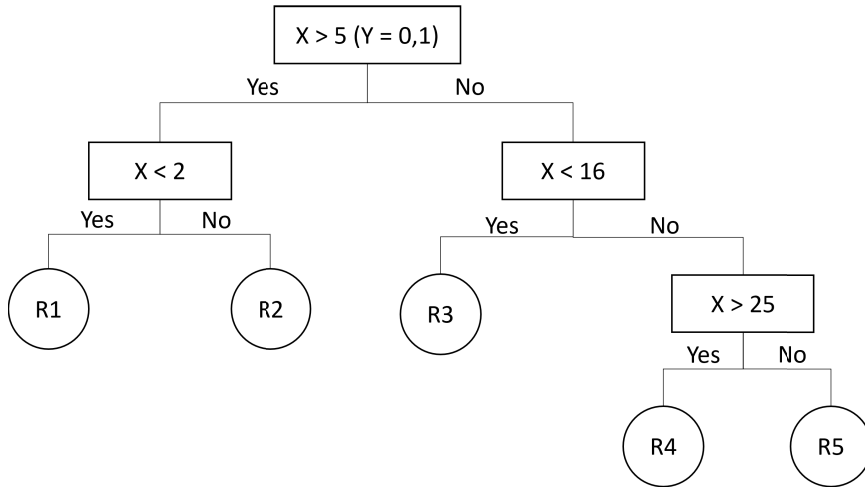 X > 5 (Y = 0,1)
Yes
No
X < 2
X < 16
Yes
No
Yes
No
R1
R2
R3
X > 25
Yes
No
R4
R5